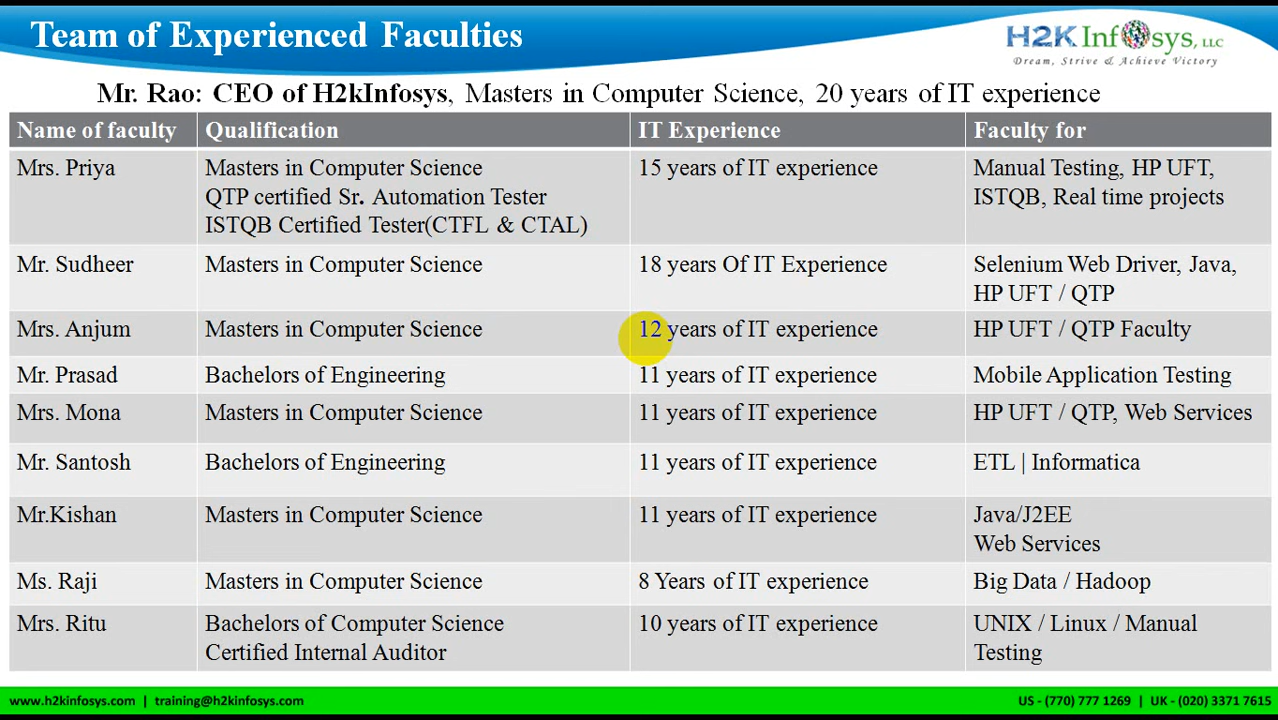 Team of Experienced Faculties
H2K Infosys, LLC
Dream, Strive & Achieve Victory
Mr. Rao: CEO of H2kInfosys, Masters in Computer Science, 20 years of IT experience
Name of faculty Qualification IT Experience Faculty for
Mrs. Priya Masters in Computer Science 15 years of IT experience Manual Testing, HP UFT,
QTP certified Sr. Automation Tester ISTQB, Real time projects
ISTQB Certified Tester(CTFL & CTAL)
Mr. Sudheer Masters in Computer Science 18 years Of IT Experience Selenium Web Driver, Java,
HP UFT / QTP
Mrs. Anjum Masters in Computer Science 12 years of IT experience HP UFT / QTP Faculty
Mr. Prasad Bachelors of Engineering 11 years of IT experience Mobile Application Testing
Mrs. Mona Masters in Computer Science 11 years of IT experience HP UFT / QTP, Web Services
Mr. Santosh Bachelors of Engineering 11 years of IT experience ETL | Informatica
Mr.Kishan Masters in Computer Science 11 years of IT experience Java/J2EE
Web Services
Ms. Raji Masters in Computer Science 8 Years of IT experience Big Data / Hadoop
Mrs. Ritu Bachelors of Computer Science 10 years of IT experience UNIX / Linux / Manual
Certified Internal Auditor Testing
www.h2kinfosys.com | training@h2kinfosys.com US - (770) 777 1269 | UK - (020) 3371 7615